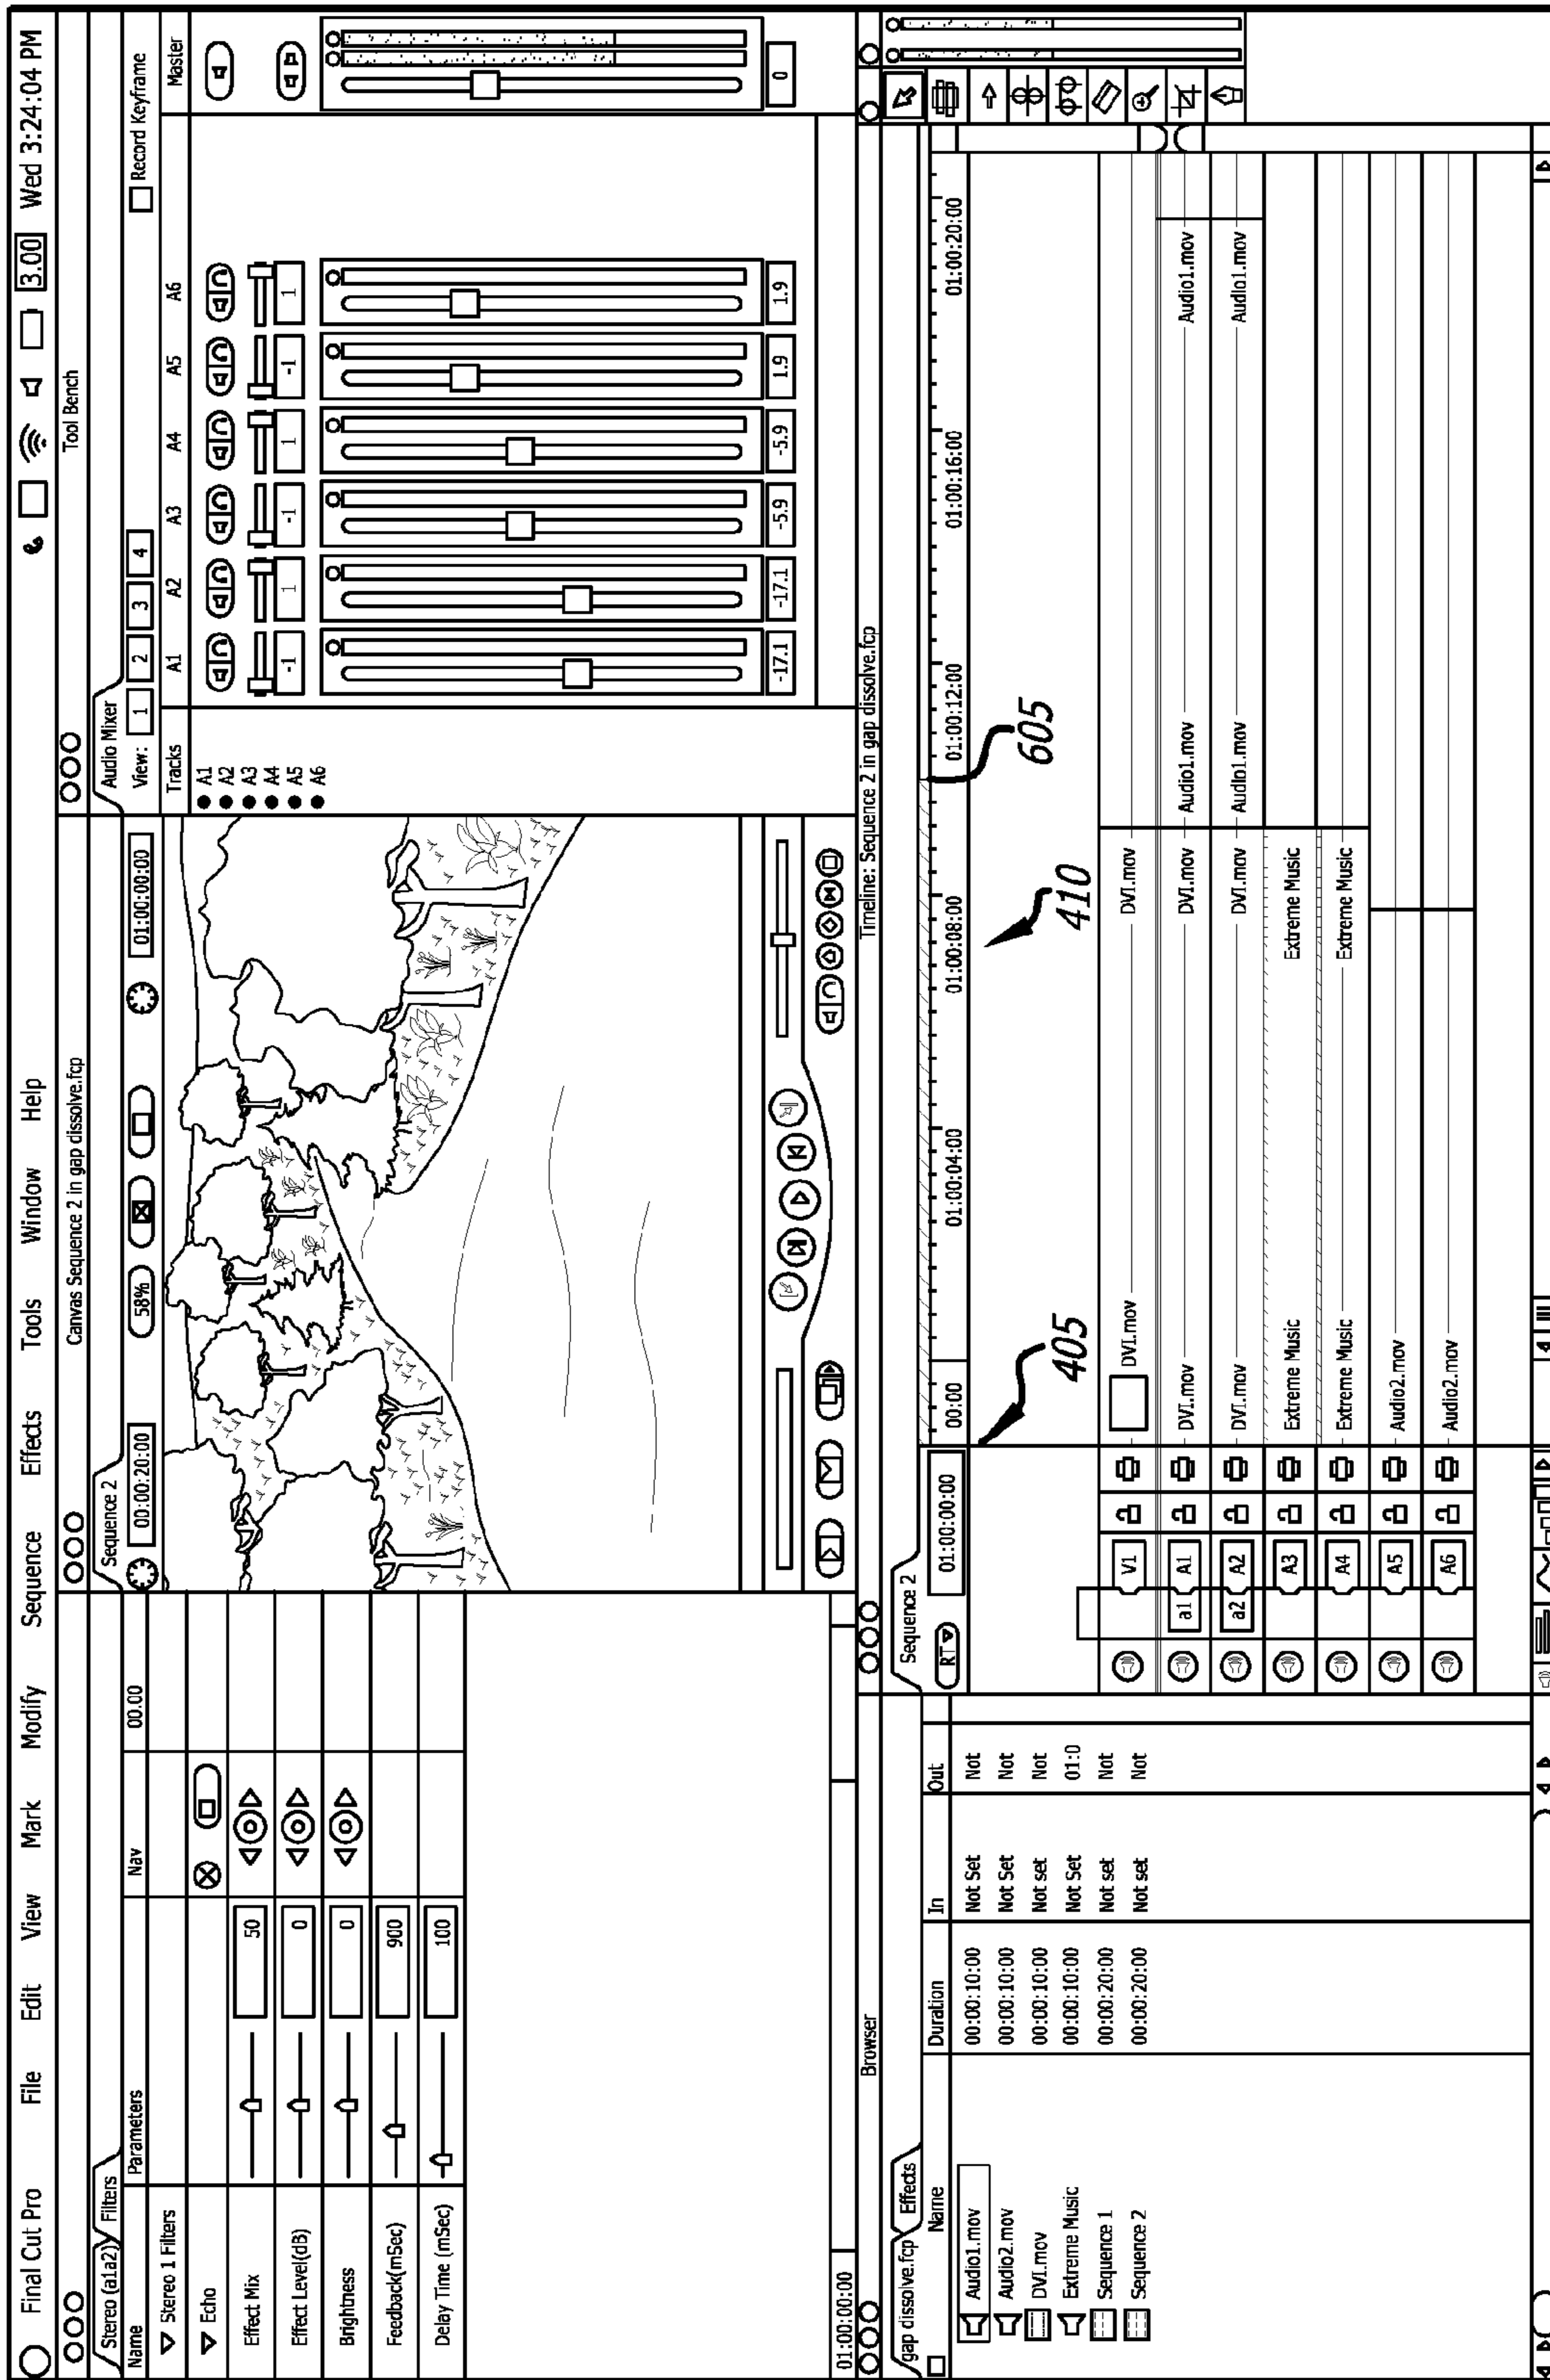 Final Cut Pro File Edit View Mark Modify Sequence Effects Tools Window Help 3.00 Wed 3:24:04 PM
Stereo (a1a2) Filters
Name Parameters Nav 00.00
Stereo 1 Filters
Echo
Effect Mix 50
Effect Level(dB) 0
Brightness 0
Feedback(mSec) 900
Delay Time (mSec) 100
01:00:00:00
Canvas Sequence 2 in gap dissolve.fcp
Sequence 2
00:00:20:00 58% 01:00:00:00
Tool Bench
Audio Mixer
View: 1 2 3 4 Record Keyframe
Tracks A1 A2 A3 A4 A5 A6 Master
A1
A2
A3
A4
A5
A6
-1 1 -1 1 -1 1
-17.1 -17.1 -5.9 -5.9 1.9 1.9 0
Browser
gap dissolve.fcp Effects
Name Duration In Out
Audio1.mov 00:00:10:00 Not Set Not
Audio2.mov 00:00:10:00 Not Set Not
DVI.mov 00:00:10:00 Not set Not
Extreme Music 00:00:10:00 Not Set 01:0
Sequence 1 00:00:20:00 Not set Not
Sequence 2 00:00:20:00 Not set Not
Timeline: Sequence 2 in gap dissolve.fcp
Sequence 2
RT 01:00:00:00 00:00 01:00:04:00 01:00:08:00 01:00:12:00 01:00:16:00 01:00:20:00
405 410 605
V1 DVI.mov DVI.mov
a1 A1 DVI.mov DVI.mov Audio1.mov Audio1.mov
a2 A2 DVI.mov DVI.mov Audio1.mov Audio1.mov
A3 Extreme Music Extreme Music
A4 Extreme Music Extreme Music
A5 Audio2.mov
A6 Audio2.mov